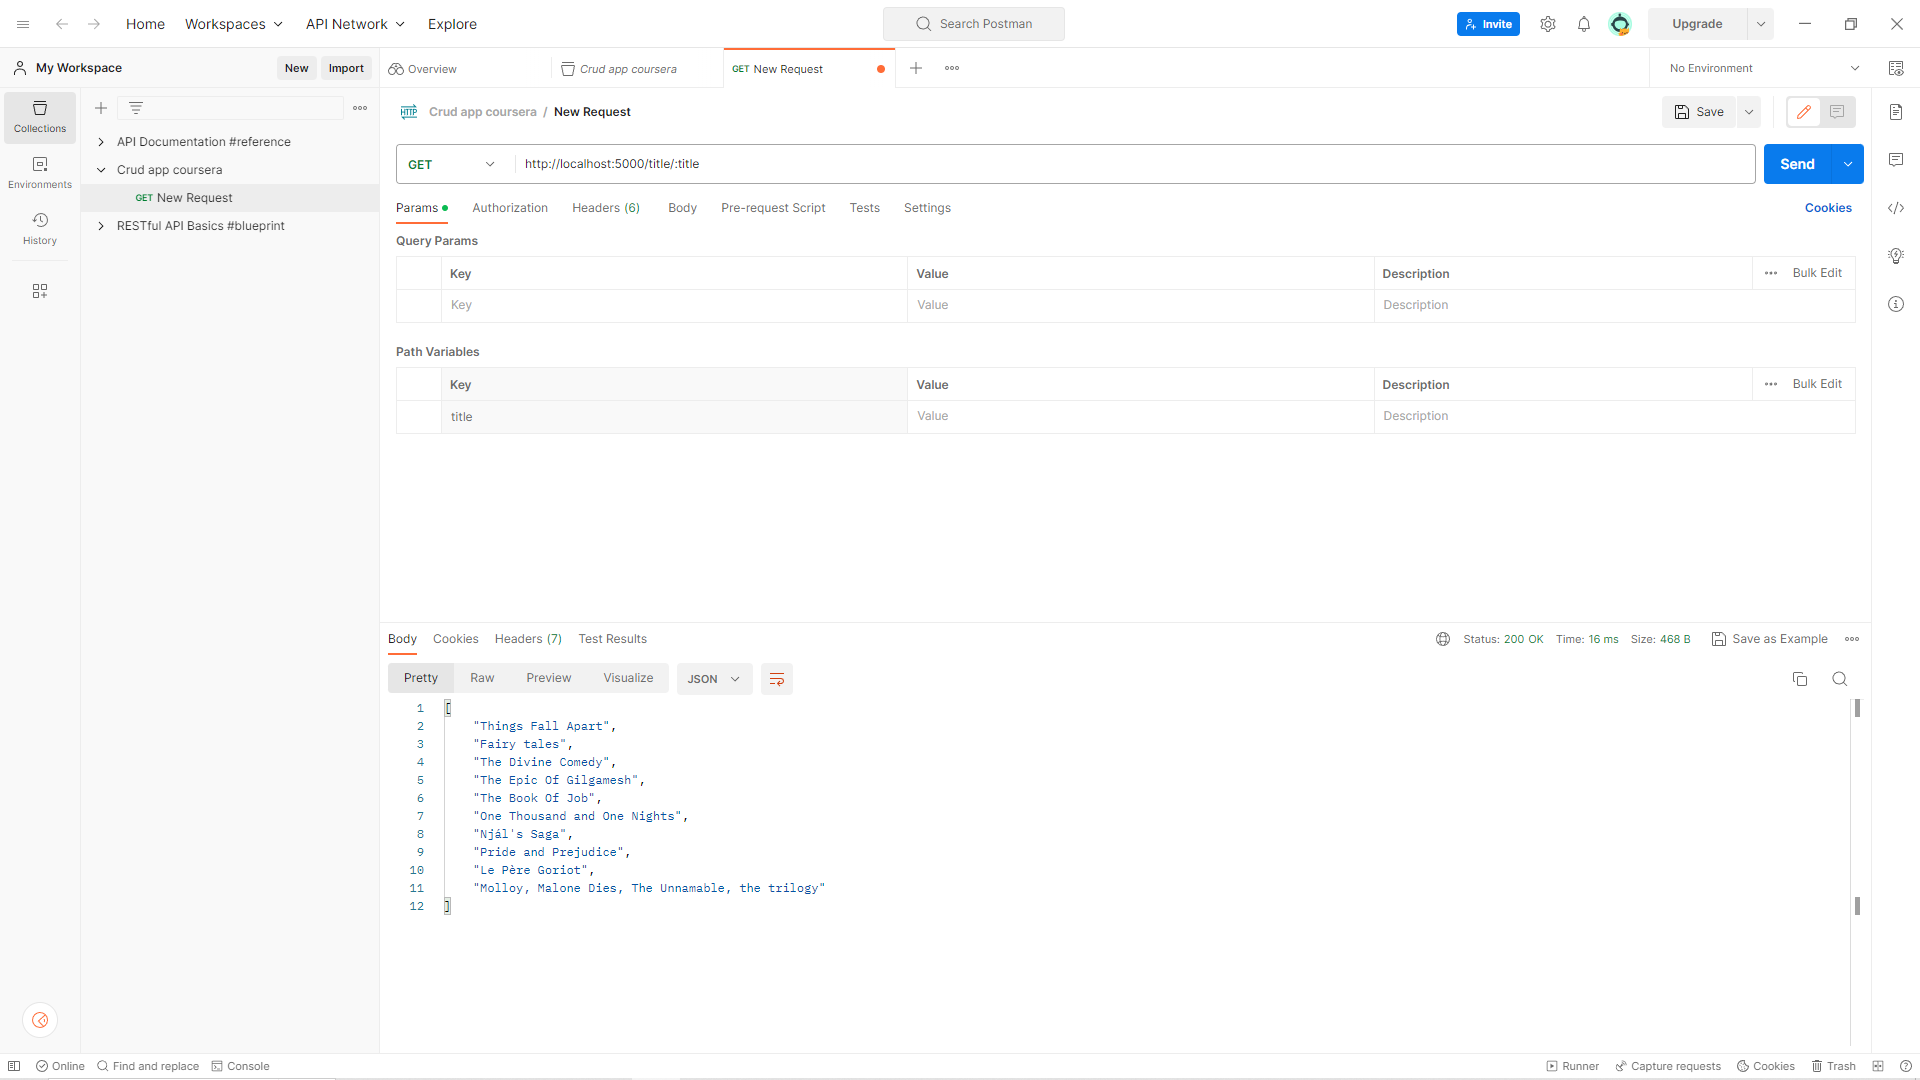 Home Workspaces API Network Explore Search Postman Invite Upgrade
My Workspace New Import Overview Crud app coursera GET New Request No Environment
Collections
Environments
History
API Documentation #reference
Crud app coursera
GET New Request
RESTful API Basics #blueprint
HTTP Crud app coursera / New Request Save
GET http://localhost:5000/title/:title Send
Params Authorization Headers (6) Body Pre-request Script Tests Settings Cookies
Query Params
Key Value Description Bulk Edit
Key Value Description
Path Variables
Key Value Description Bulk Edit
title Value Description
Body Cookies Headers (7) Test Results Status: 200 OK Time: 16 ms Size: 468 B Save as Example
Pretty Raw Preview Visualize JSON
1 [
2 "Things Fall Apart",
3 "Fairy tales",
4 "The Divine Comedy",
5 "The Epic Of Gilgamesh",
6 "The Book Of Job",
7 "One Thousand and One Nights",
8 "Njál's Saga",
9 "Pride and Prejudice",
10 "Le Père Goriot",
11 "Molloy, Malone Dies, The Unnamable, the trilogy"
12 ]
Online Find and replace Console Runner Capture requests Cookies Trash